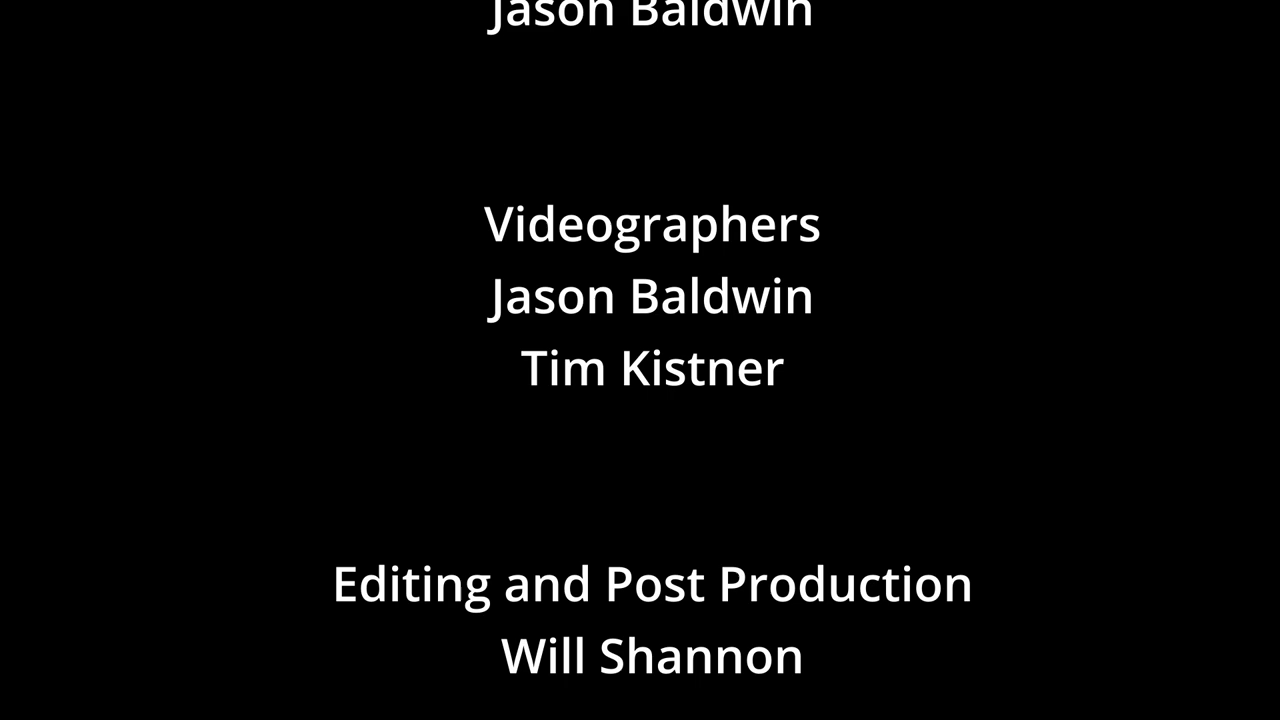 Jason Baldwin
Videographers
Jason Baldwin
Tim Kistner
Editing and Post Production
Will Shannon